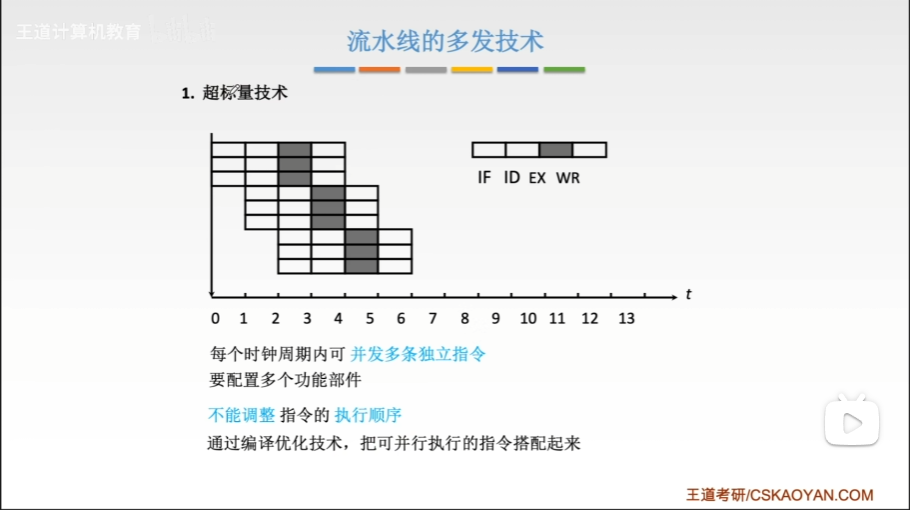 王道计算机教育
流水线的多发技术
1. 超标量技术
IF ID EX WR
t
0 1 2 3 4 5 6 7 8 9 10 11 12 13
每个时钟周期内可 并发多条独立指令
要配置多个功能部件
不能调整 指令的 执行顺序
通过编译优化技术，把可并行执行的指令搭配起来
王道考研/CSKAOYAN.COM